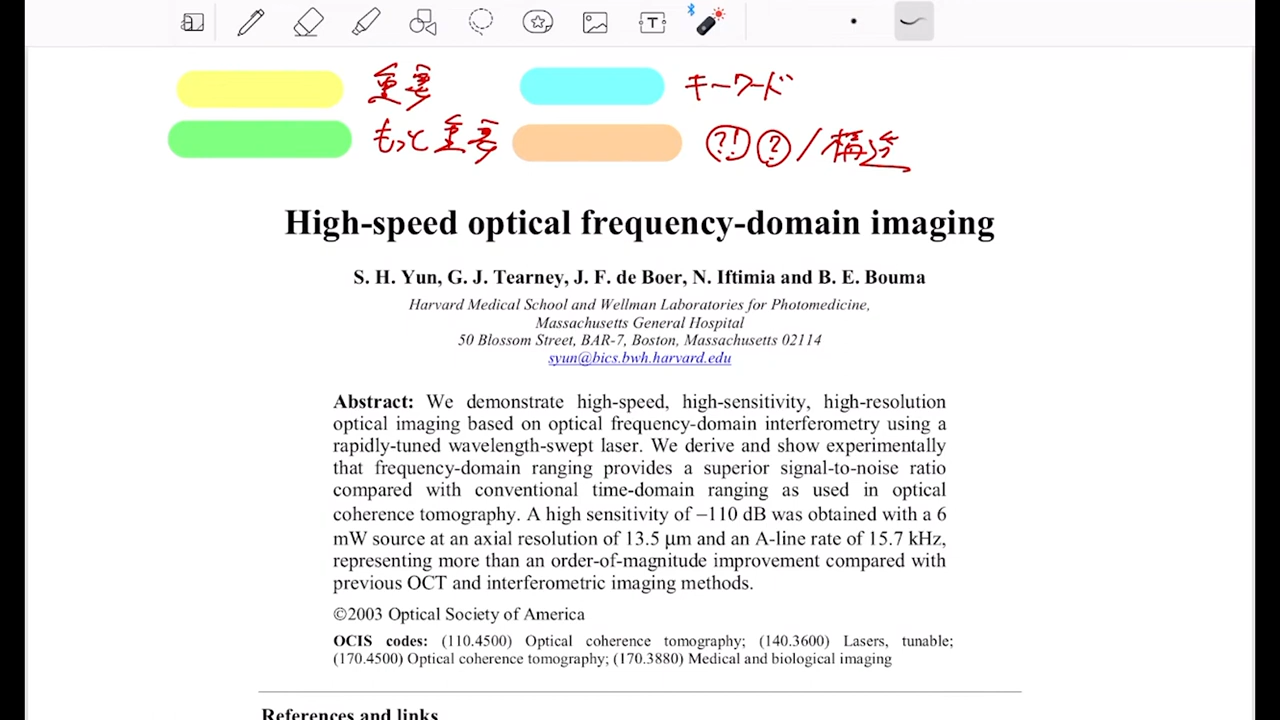 重要 キーワード
もっと重要 ?! ? / 構造
High-speed optical frequency-domain imaging
S. H. Yun, G. J. Tearney, J. F. de Boer, N. Iftimia and B. E. Bouma
Harvard Medical School and Wellman Laboratories for Photomedicine,
Massachusetts General Hospital
50 Blossom Street, BAR-7, Boston, Massachusetts 02114
syun@bics.bwh.harvard.edu
Abstract: We demonstrate high-speed, high-sensitivity, high-resolution
optical imaging based on optical frequency-domain interferometry using a
rapidly-tuned wavelength-swept laser. We derive and show experimentally
that frequency-domain ranging provides a superior signal-to-noise ratio
compared with conventional time-domain ranging as used in optical
coherence tomography. A high sensitivity of −110 dB was obtained with a 6
mW source at an axial resolution of 13.5 µm and an A-line rate of 15.7 kHz,
representing more than an order-of-magnitude improvement compared with
previous OCT and interferometric imaging methods.
©2003 Optical Society of America
OCIS codes: (110.4500) Optical coherence tomography; (140.3600) Lasers, tunable;
(170.4500) Optical coherence tomography; (170.3880) Medical and biological imaging
References and links